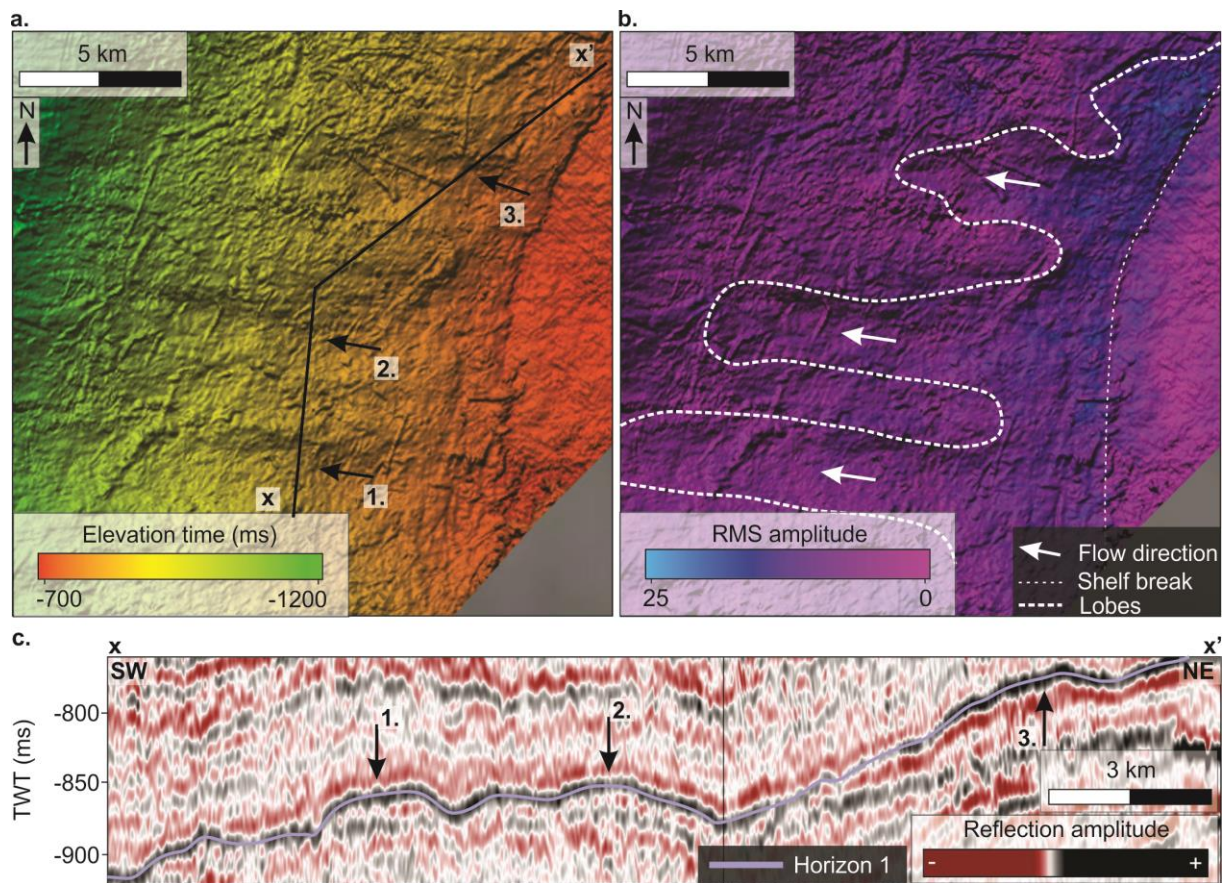 a.
5 km
N
x'
3.
2.
1.
x
Elevation time (ms)
-700 -1200
b.
5 km
N
RMS amplitude
25 0
Flow direction
Shelf break
Lobes
c.
x x'
SW NE
TWT (ms)
-800
-850
-900
1.
2.
3.
3 km
Reflection amplitude
- +
Horizon 1